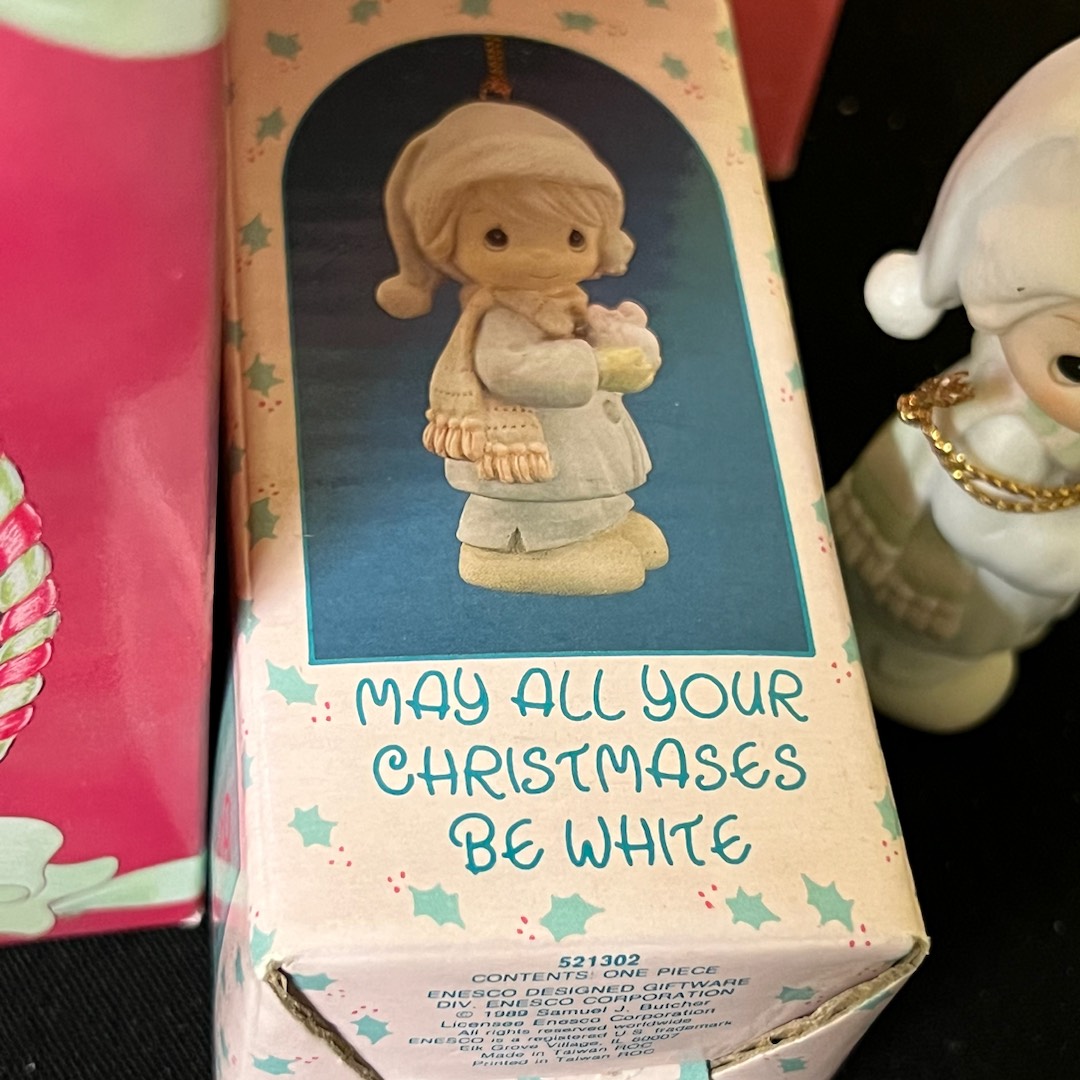 MAY ALL YOUR
CHRISTMASES
BE WHITE
521302
CONTENTS: ONE PIECE
ENESCO DESIGNED GIFTWARE
DIV. ENESCO CORPORATION
© 1989 Samuel J. Butcher
Licensee Enesco Corporation
All rights reserved worldwide
ENESCO is a registered U.S. trademark
Elk Grove Village, IL 60007
Made in Taiwan ROC
Printed in Taiwan ROC